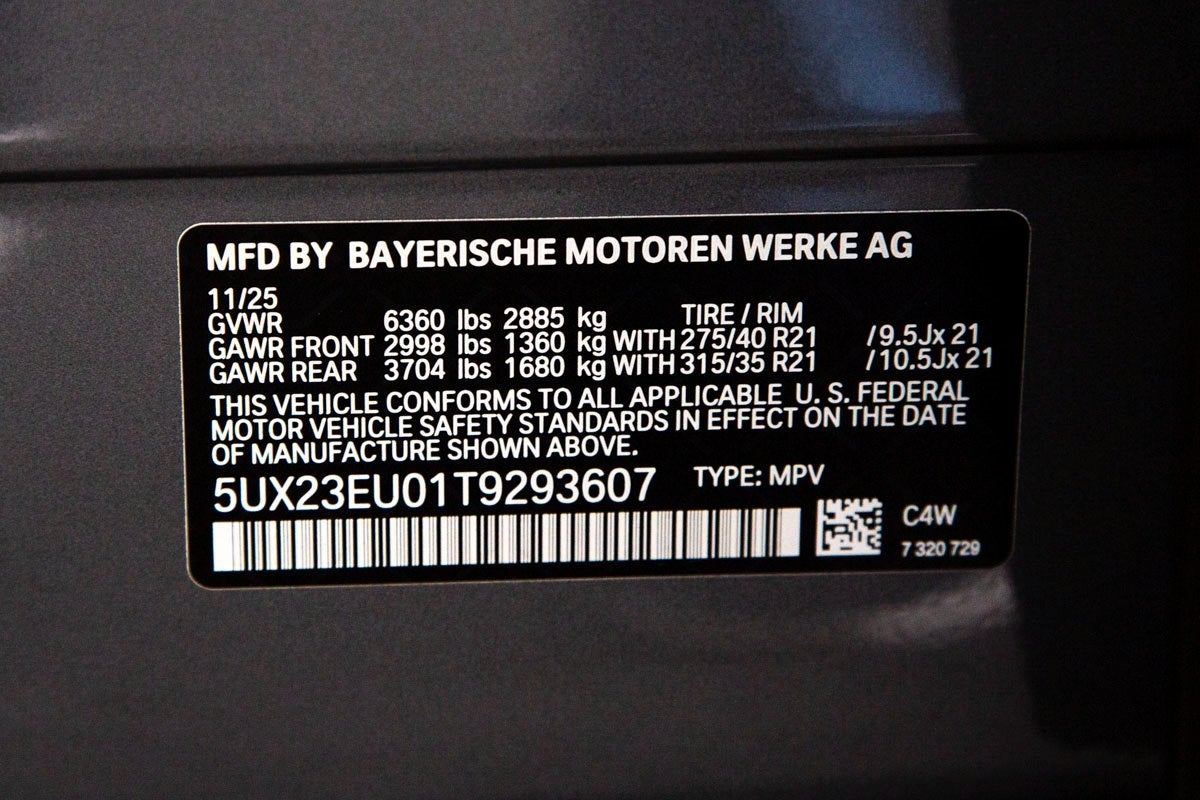 MFD BY BAYERISCHE MOTOREN WERKE AG
11/25
GVWR 6360 lbs 2885 kg TIRE / RIM
GAWR FRONT 2998 lbs 1360 kg WITH 275/40 R21 /9.5Jx 21
GAWR REAR 3704 lbs 1680 kg WITH 315/35 R21 /10.5Jx 21
THIS VEHICLE CONFORMS TO ALL APPLICABLE U. S. FEDERAL
MOTOR VEHICLE SAFETY STANDARDS IN EFFECT ON THE DATE
OF MANUFACTURE SHOWN ABOVE.
5UX23EU01T9293607 TYPE: MPV
C4W
7 320 729